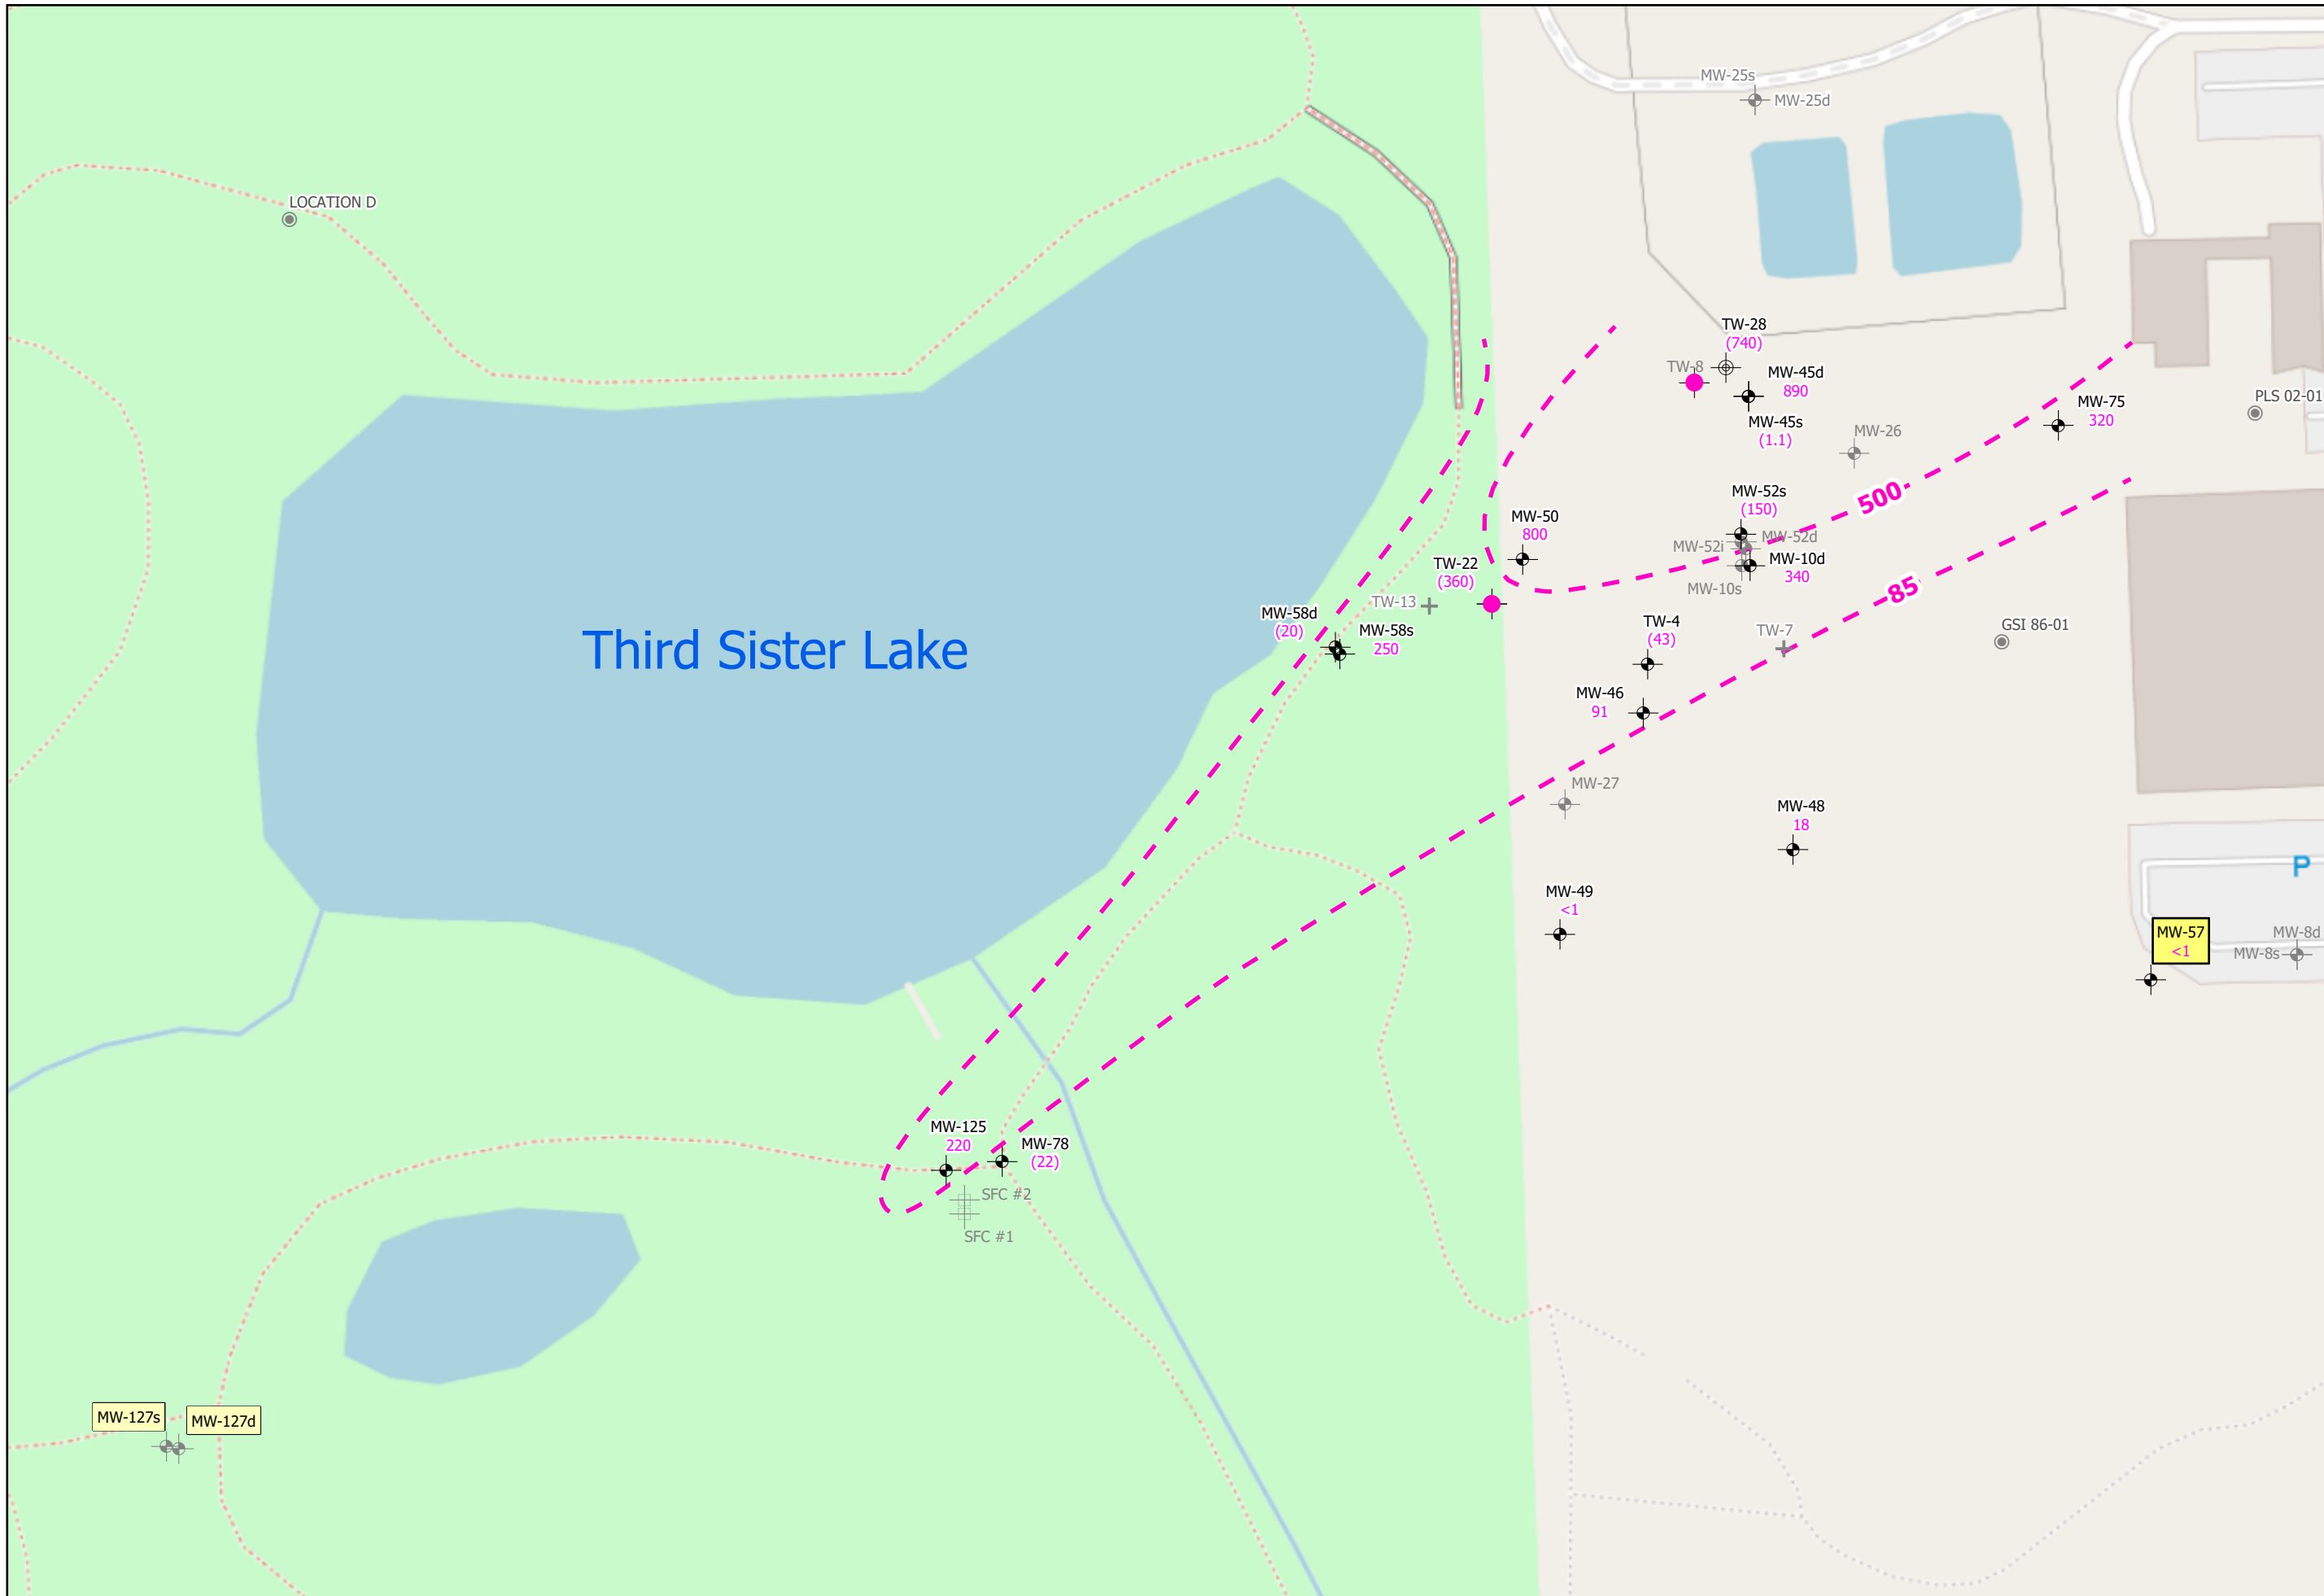 MW-25s
MW-25d
LOCATION D
TW-28
(740)
TW-8
MW-45d
890
MW-45s
(1.1)
PLS 02-01
MW-75
320
MW-26
500
MW-52s
(150)
MW-50
800
MW-52i
MW-52d
MW-10d
340
MW-10s
TW-22
(360)
85
TW-13
MW-58d
(20)
MW-58s
250
TW-4
(43)
TW-7
GSI 86-01
Third Sister Lake
MW-46
91
MW-27
MW-48
18
P
MW-49
<1
MW-57
<1
MW-8d
MW-8s
MW-125
220
MW-78
(22)
SFC #2
SFC #1
MW-127s
MW-127d